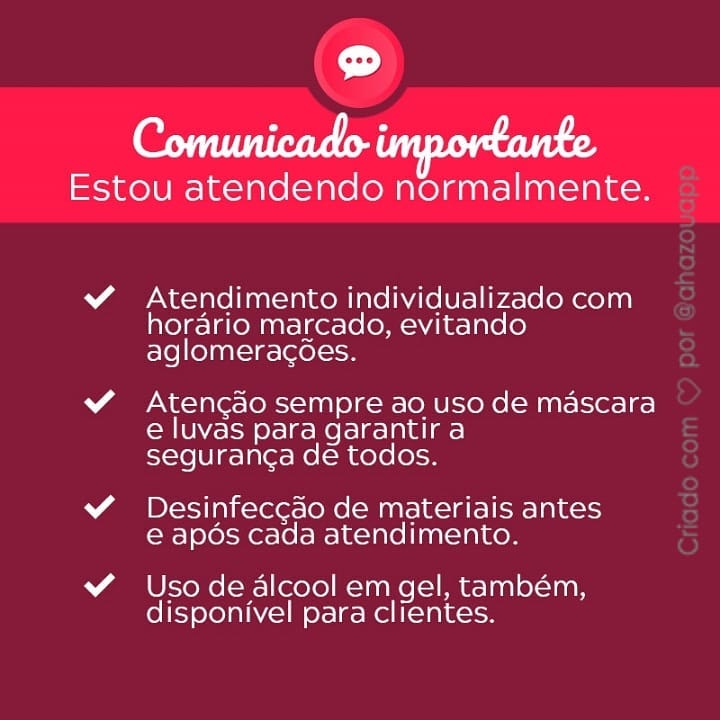 Comunicado importante
Estou atendendo normalmente.
Atendimento individualizado com
horário marcado, evitando
aglomerações.
Atenção sempre ao uso de máscara
e luvas para garantir a
segurança de todos.
Desinfecção de materiais antes
e após cada atendimento.
Uso de álcool em gel, também,
disponível para clientes.
Criado com ♡ por @ahazouapp